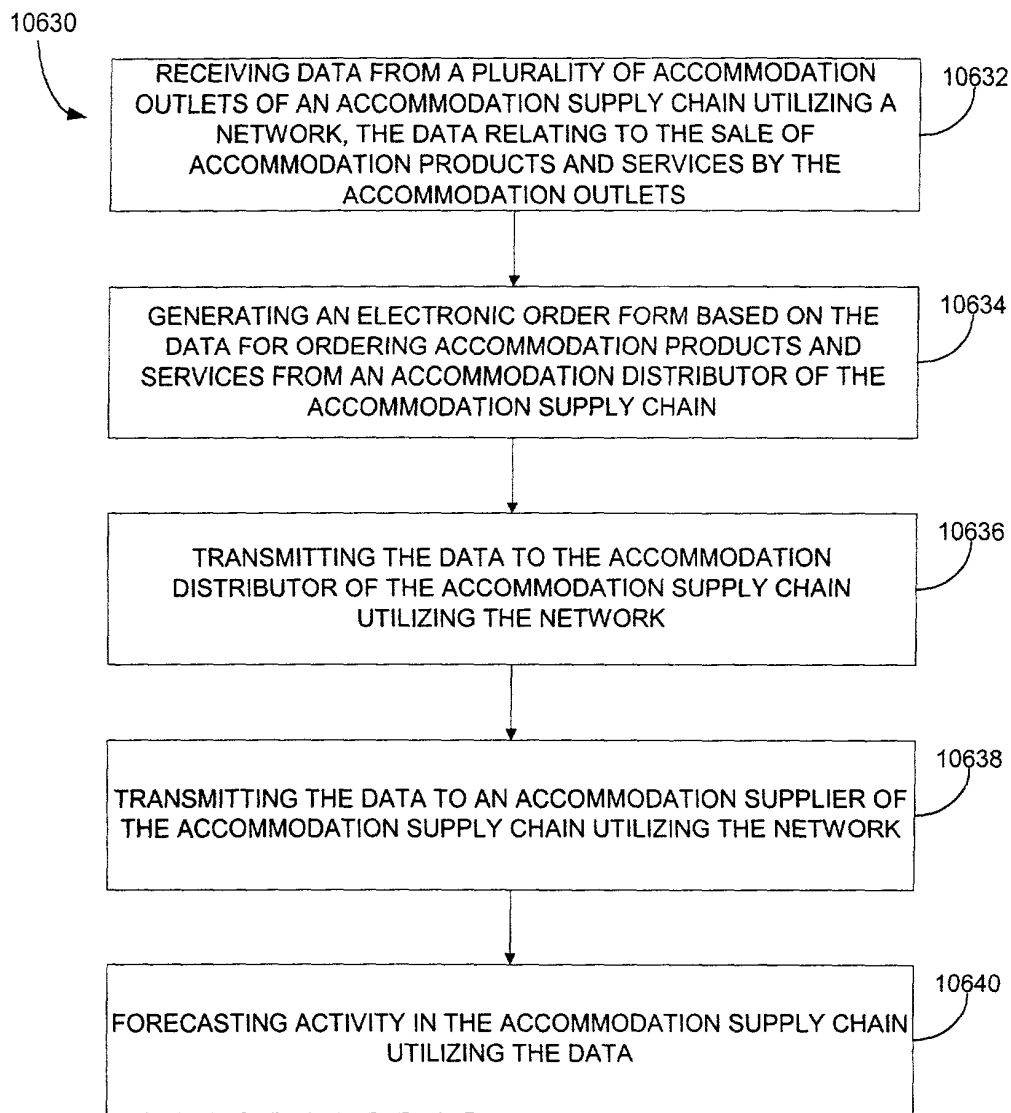 10630
RECEIVING DATA FROM A PLURALITY OF ACCOMMODATION
OUTLETS OF AN ACCOMMODATION SUPPLY CHAIN UTILIZING A
NETWORK, THE DATA RELATING TO THE SALE OF
ACCOMMODATION PRODUCTS AND SERVICES BY THE
ACCOMMODATION OUTLETS
10632
GENERATING AN ELECTRONIC ORDER FORM BASED ON THE
DATA FOR ORDERING ACCOMMODATION PRODUCTS AND
SERVICES FROM AN ACCOMMODATION DISTRIBUTOR OF THE
ACCOMMODATION SUPPLY CHAIN
10634
TRANSMITTING THE DATA TO THE ACCOMMODATION
DISTRIBUTOR OF THE ACCOMMODATION SUPPLY CHAIN
UTILIZING THE NETWORK
10636
TRANSMITTING THE DATA TO AN ACCOMMODATION SUPPLIER OF
THE ACCOMMODATION SUPPLY CHAIN UTILIZING THE NETWORK
10638
FORECASTING ACTIVITY IN THE ACCOMMODATION SUPPLY CHAIN
UTILIZING THE DATA
10640